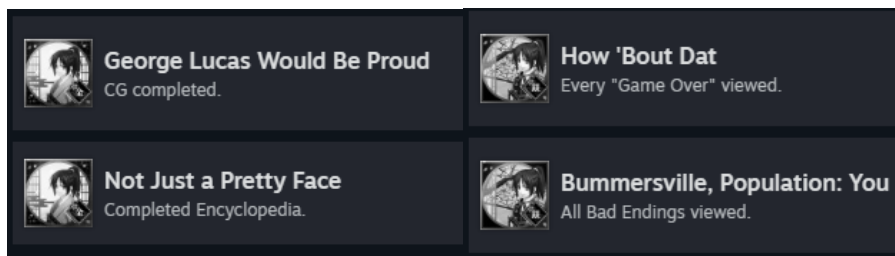 George Lucas Would Be Proud
CG completed.
How 'Bout Dat
Every "Game Over" viewed.
Not Just a Pretty Face
Completed Encyclopedia.
Bummersville, Population: You
All Bad Endings viewed.